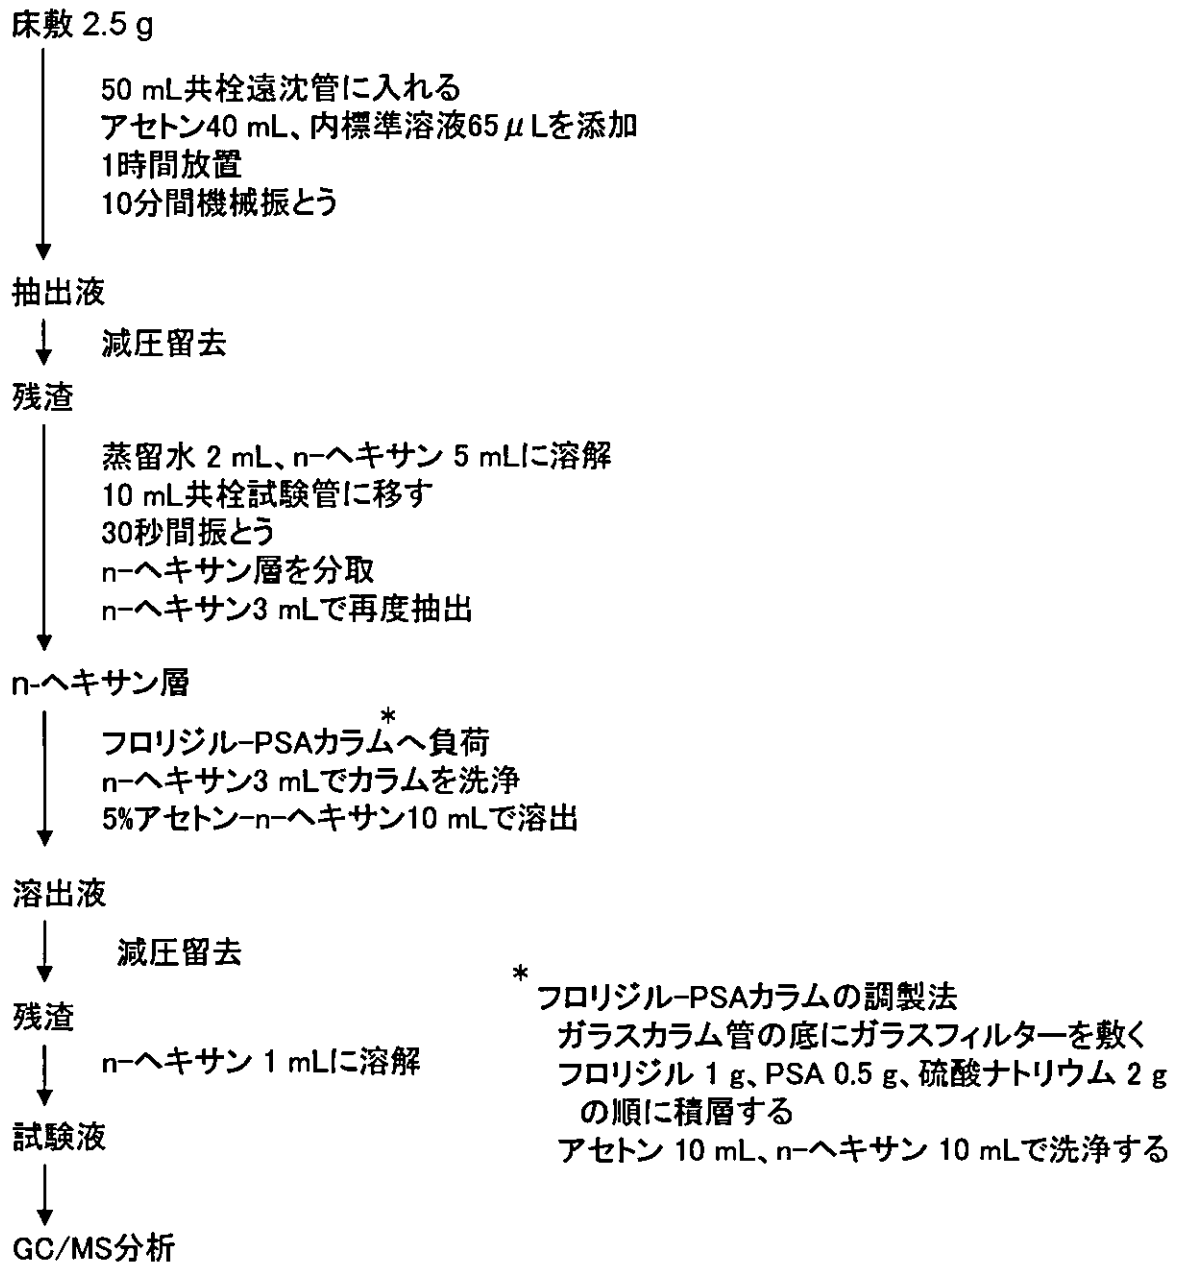 床敷 2.5 g
50 mL共栓遠沈管に入れる
アセトン40 mL、内標準溶液65μLを添加
1時間放置
10分間機械振とう
抽出液
減圧留去
残渣
蒸留水 2 mL、n-ヘキサン 5 mLに溶解
10 mL共栓試験管に移す
30秒間振とう
n-ヘキサン層を分取
n-ヘキサン3 mLで再度抽出
n-ヘキサン層
フロリジル-PSAカラム*へ負荷
n-ヘキサン3 mLでカラムを洗浄
5%アセトン-n-ヘキサン10 mLで溶出
溶出液
減圧留去
残渣
n-ヘキサン 1 mLに溶解
試験液
GC/MS分析
*フロリジル-PSAカラムの調製法
ガラスカラム管の底にガラスフィルターを敷く
フロリジル 1 g、PSA 0.5 g、硫酸ナトリウム 2 g
の順に積層する
アセトン 10 mL、n-ヘキサン 10 mLで洗浄する